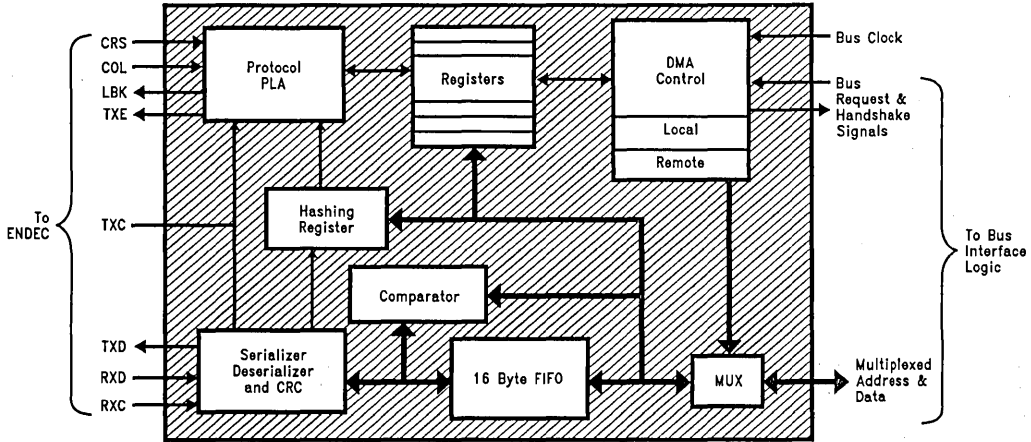 CRS
COL
LBK
TXE
To
ENDEC
TXC
TXD
RXD
RXC
Protocol
PLA
Registers
DMA
Control
Local
Remote
Hashing
Register
Comparator
Serializer
Deserializer
and CRC
16 Byte FIFO
MUX
Bus Clock
Bus
Request &
Handshake
Signals
To Bus
Interface
Logic
Multiplexed
Address &
Data